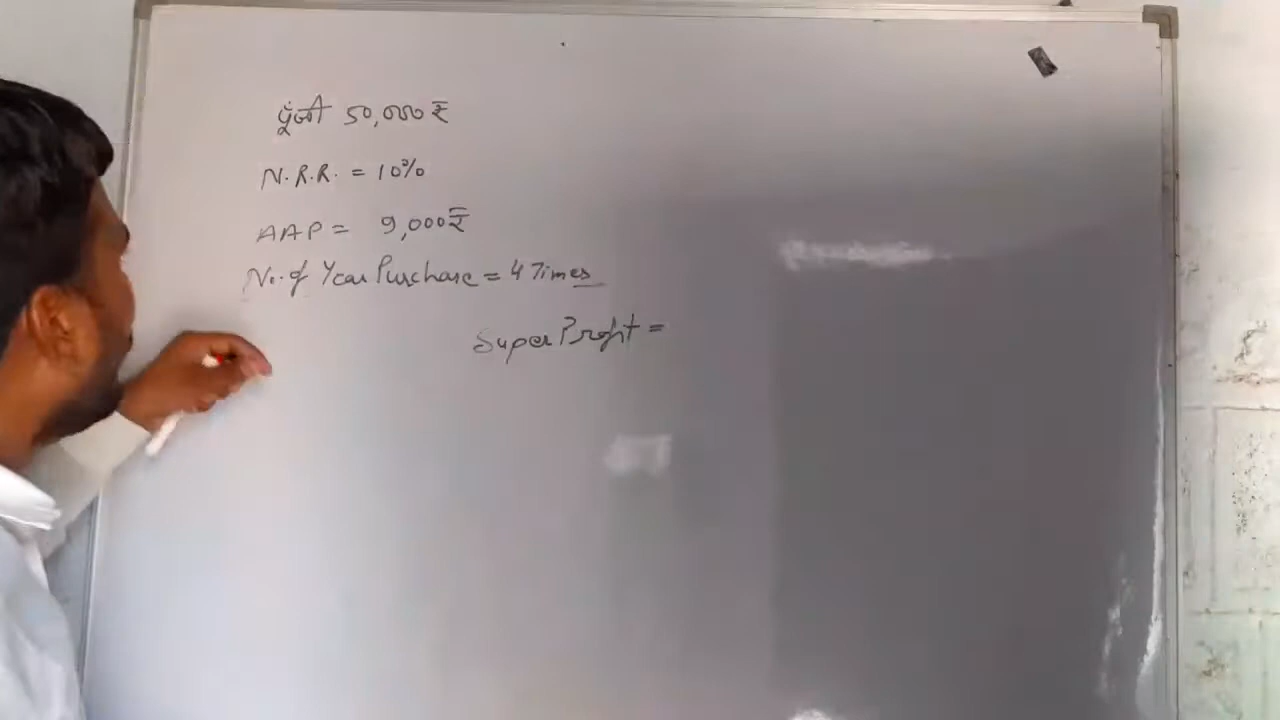 पूंजी 50,000 ₹
N.R.R. = 10%
AAP = 9,000 ₹
No. of Year Purchase = 4 Times
Super Profit =